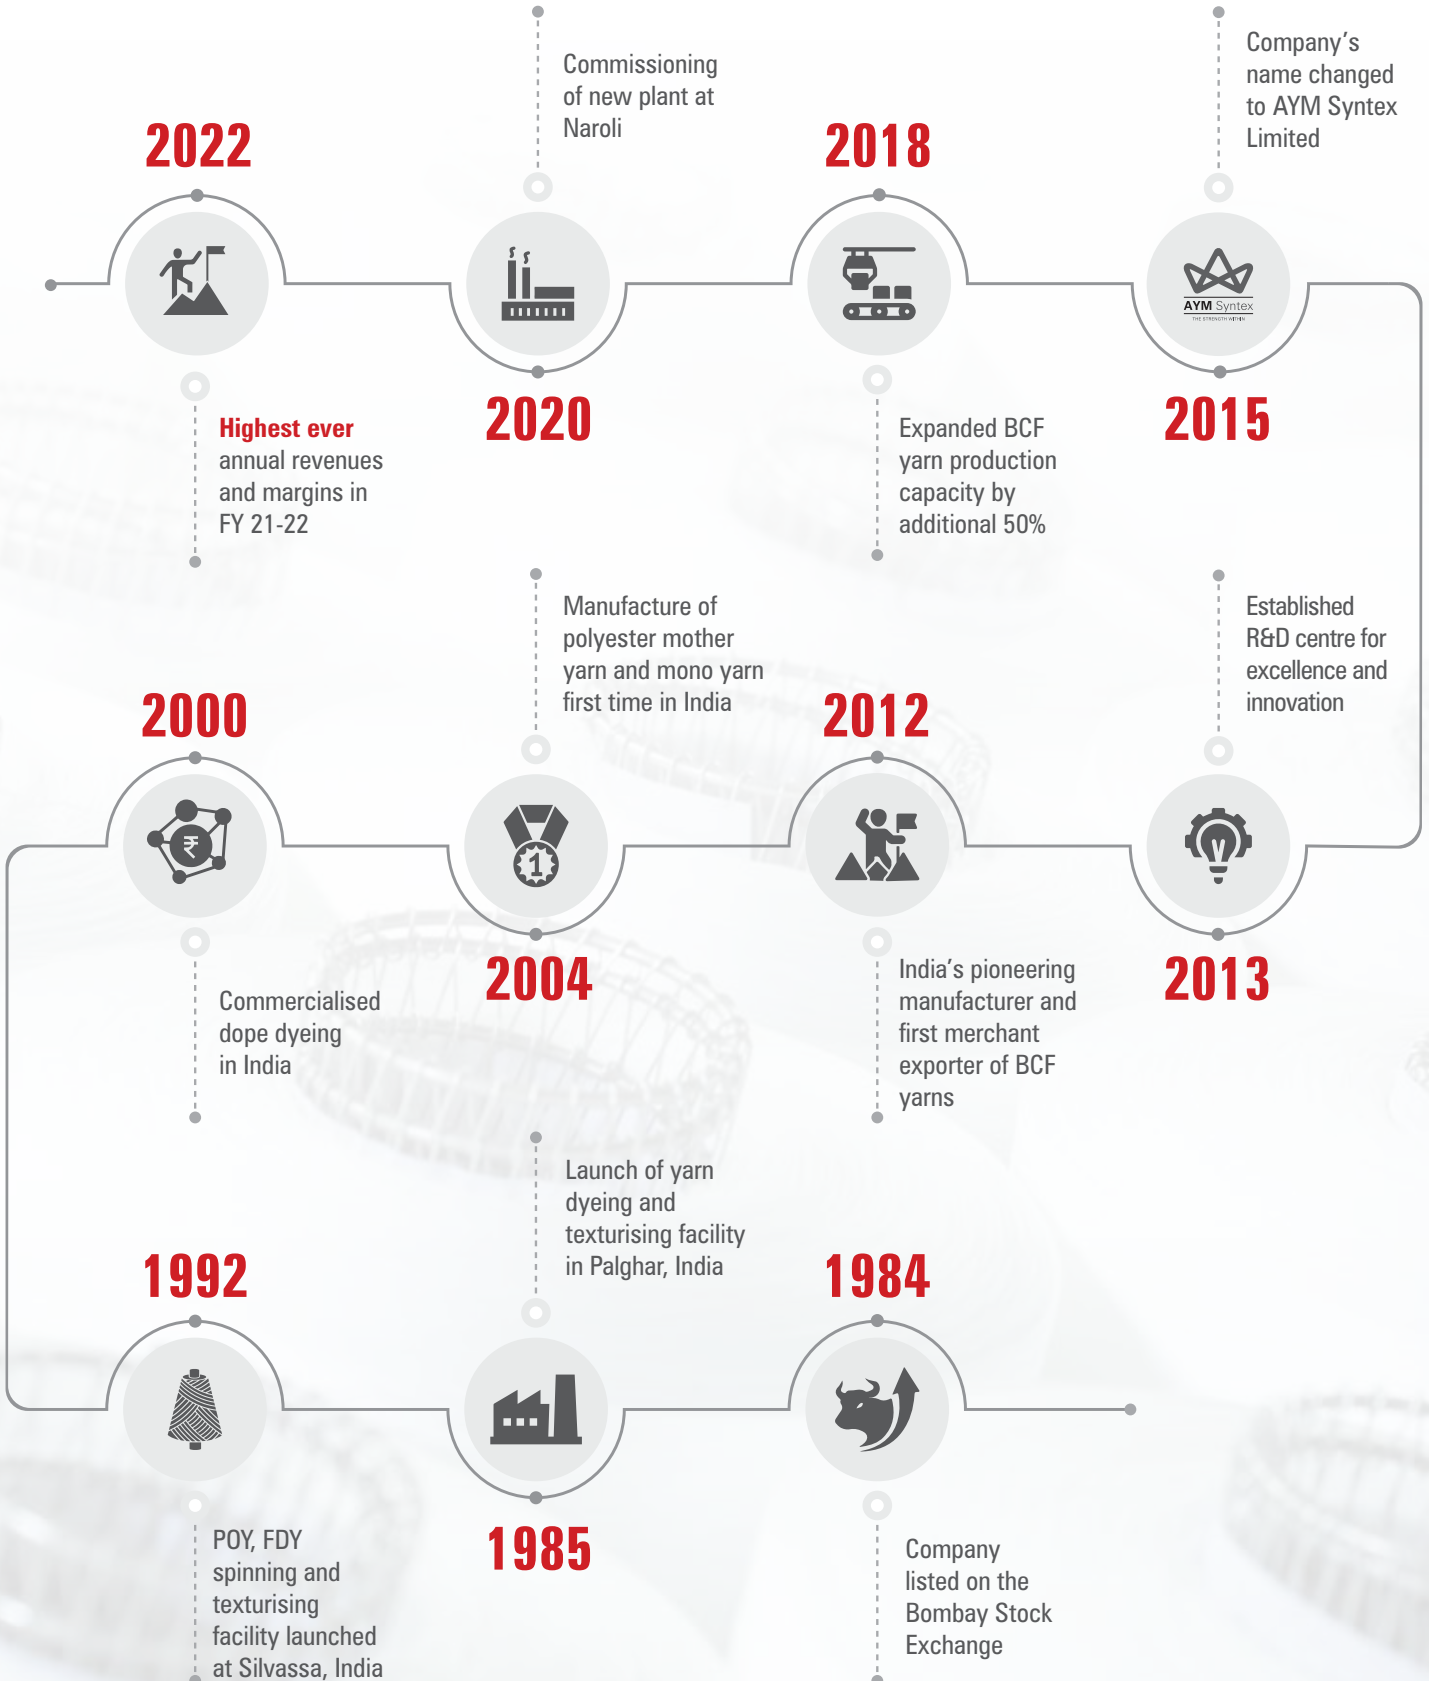 2022
Highest ever
annual revenues
and margins in
FY 21-22
Commissioning
of new plant at
Naroli
2020
2018
Expanded BCF
yarn production
capacity by
additional 50%
Company's
name changed
to AYM Syntex
Limited
AYM Syntex
THE STRENGTH WITHIN
2015
2000
₹
Commercialised
dope dyeing
in India
Manufacture of
polyester mother
yarn and mono yarn
first time in India
1
2004
2012
India's pioneering
manufacturer and
first merchant
exporter of BCF
yarns
Established
R&D centre for
excellence and
innovation
2013
1992
POY, FDY
spinning and
texturising
facility launched
at Silvassa, India
Launch of yarn
dyeing and
texturising facility
in Palghar, India
1985
1984
Company
listed on the
Bombay Stock
Exchange